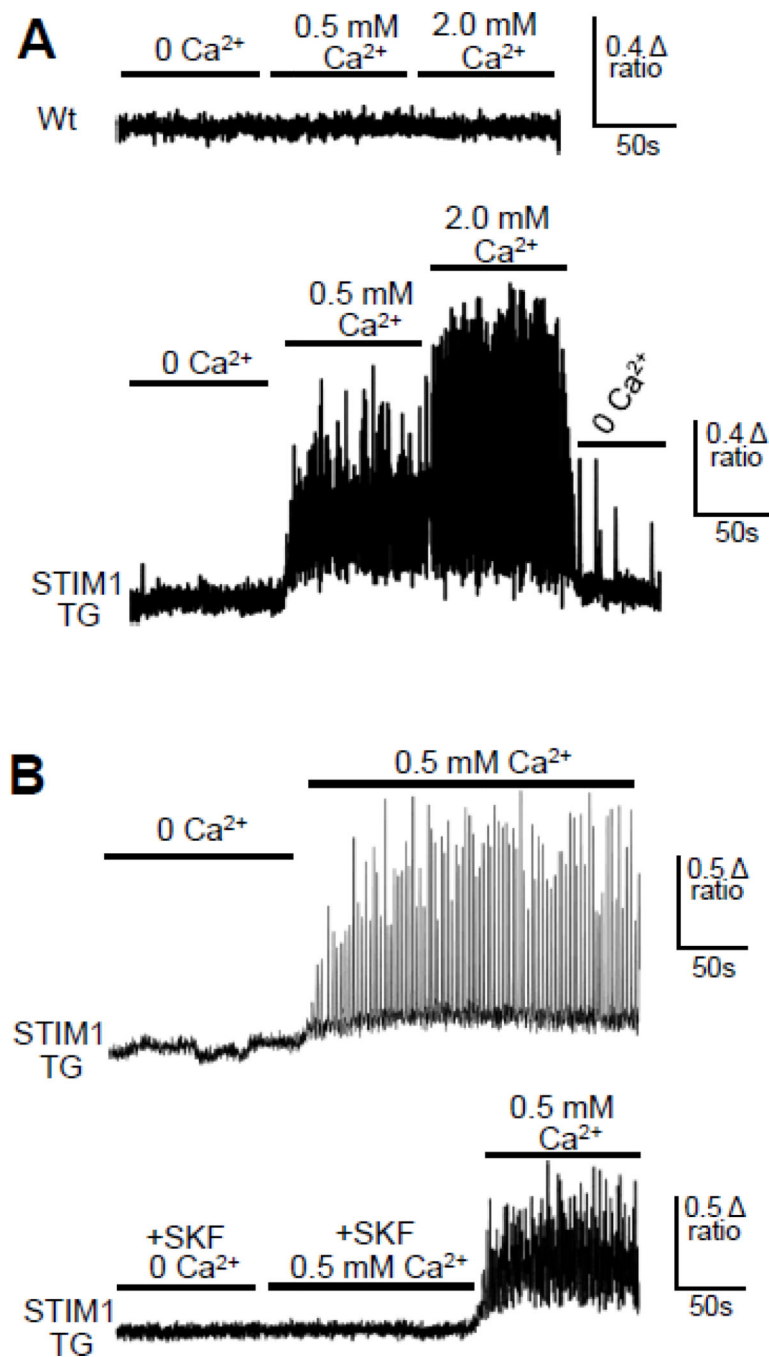 A
0 Ca²⁺
0.5 mM
Ca²⁺
2.0 mM
Ca²⁺
0.4 Δ
ratio
50s
Wt
2.0 mM
Ca²⁺
0.5 mM
Ca²⁺
0 Ca²⁺
0 Ca²⁺
0.4 Δ
ratio
50s
STIM1
TG
B
0.5 mM Ca²⁺
0 Ca²⁺
0.5 Δ
ratio
50s
STIM1
TG
0.5 mM
Ca²⁺
+SKF
0 Ca²⁺
+SKF
0.5 mM Ca²⁺
0.5 Δ
ratio
50s
STIM1
TG